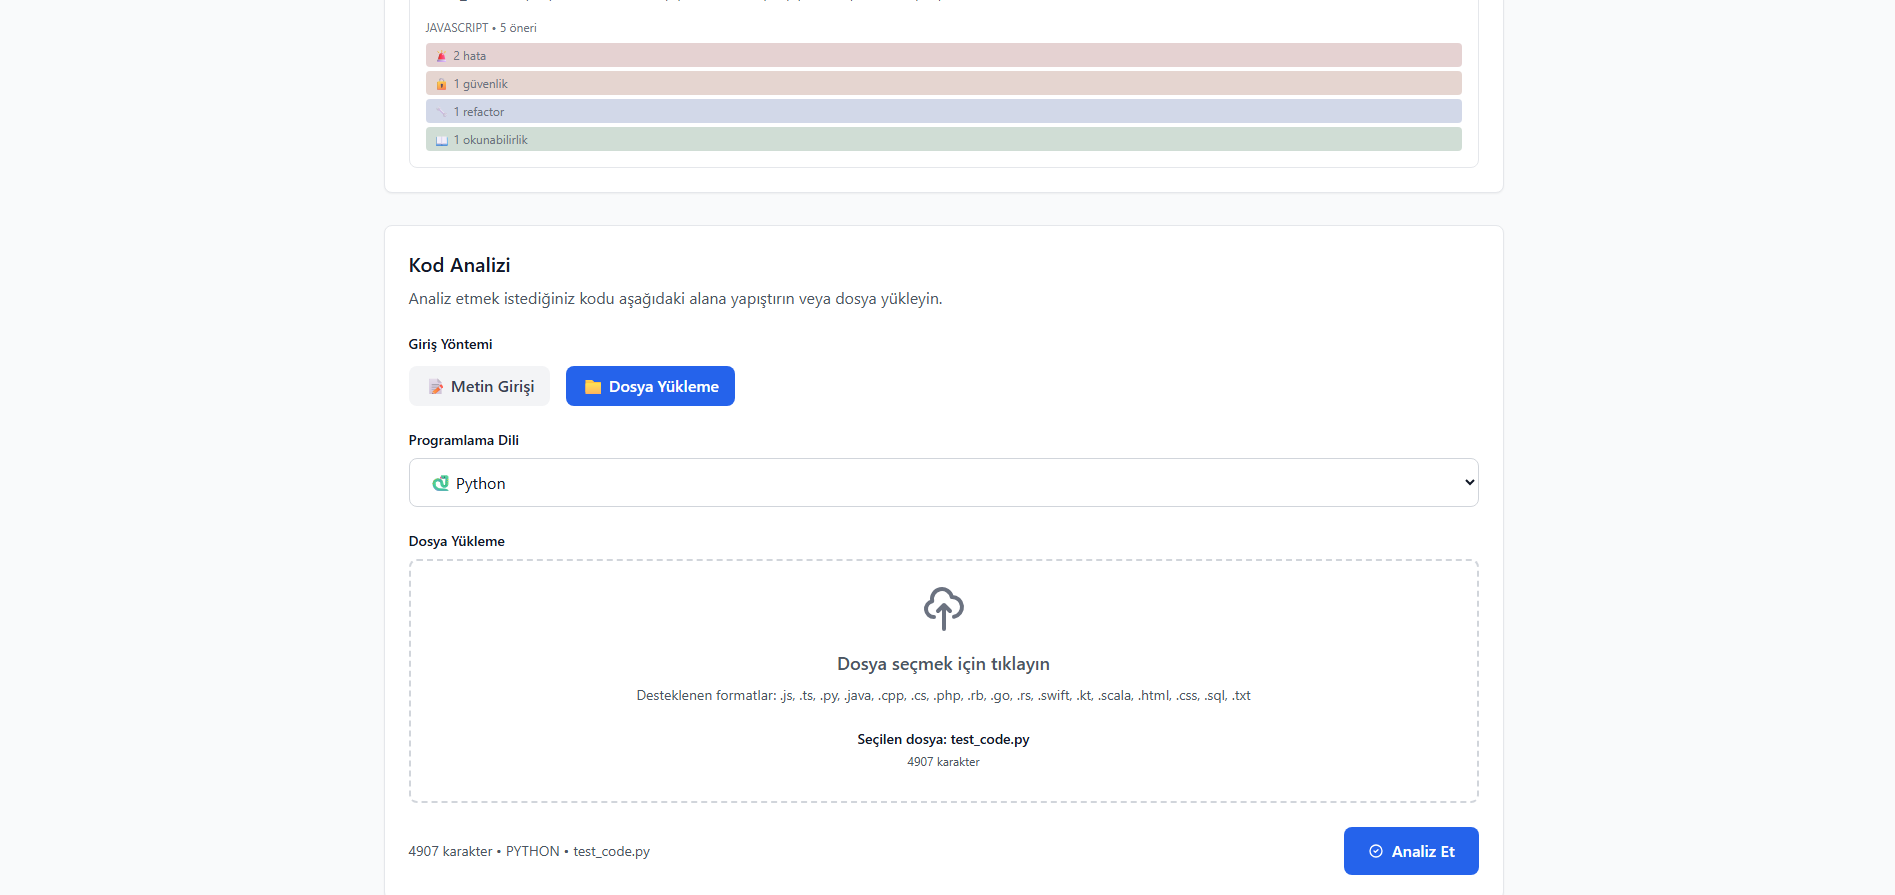 JAVASCRIPT • 5 öneri
2 hata
1 güvenlik
1 refactor
1 okunabilirlik
Kod Analizi
Analiz etmek istediğiniz kodu aşağıdaki alana yapıştırın veya dosya yükleyin.
Giriş Yöntemi
Metin Girişi
Dosya Yükleme
Programlama Dili
Python
Dosya Yükleme
Dosya seçmek için tıklayın
Desteklenen formatlar: .js, .ts, .py, .java, .cpp, .cs, .php, .rb, .go, .rs, .swift, .kt, .scala, .html, .css, .sql, .txt
Seçilen dosya: test_code.py
4907 karakter
4907 karakter • PYTHON • test_code.py
Analiz Et